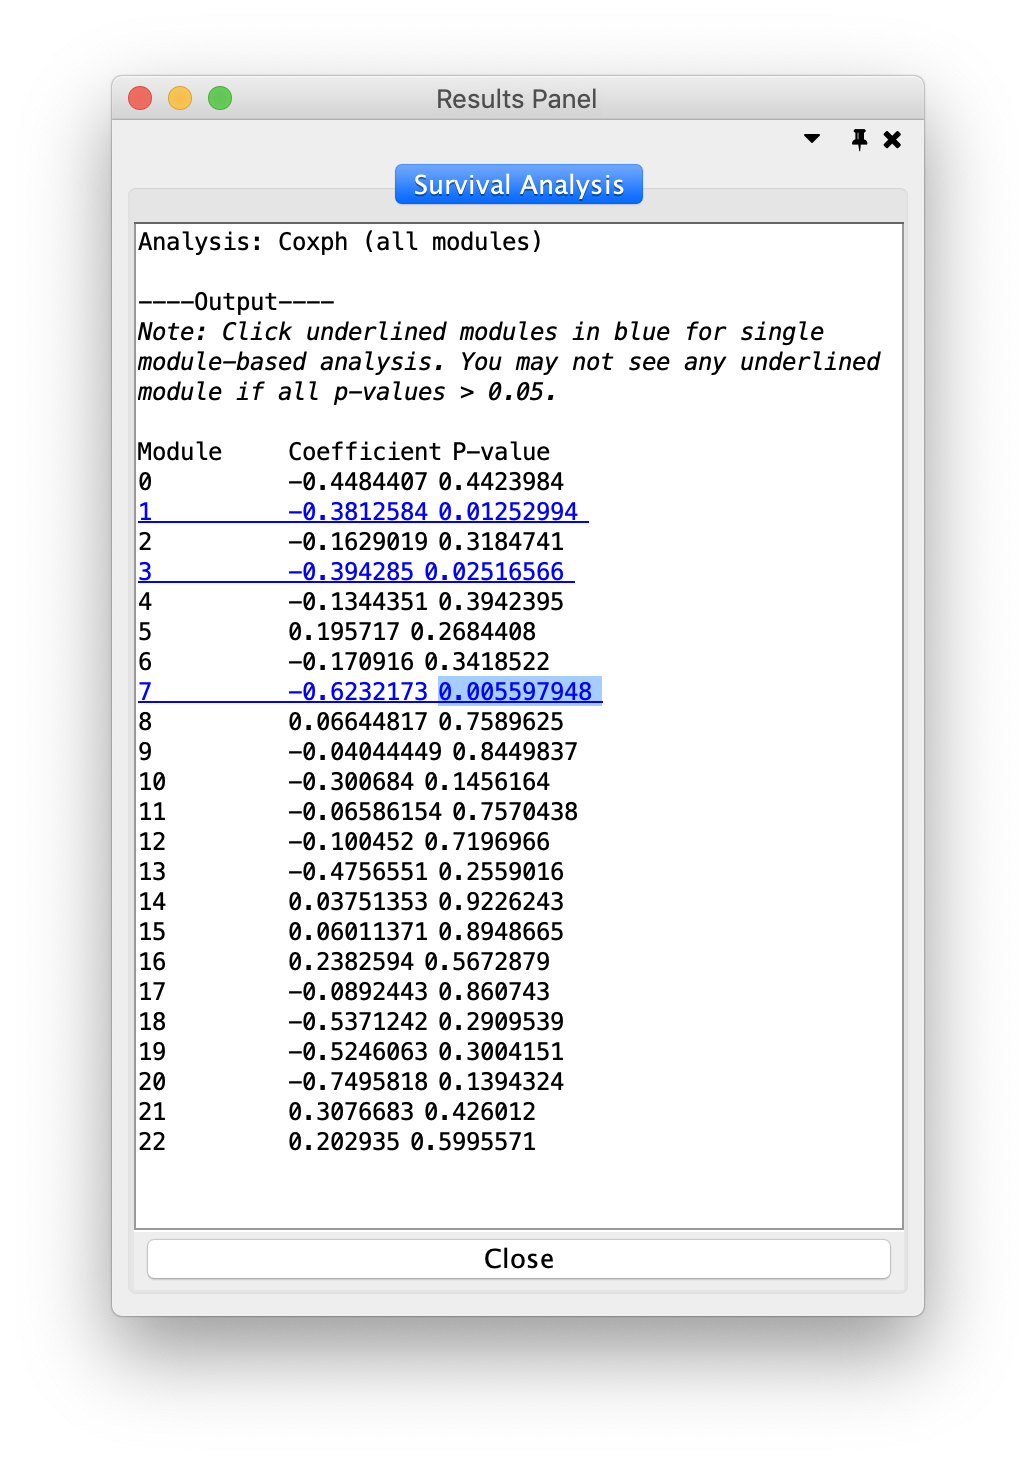 Results Panel
Survival Analysis
Analysis: Coxph (all modules)
----Output----
Note: Click underlined modules in blue for single
module-based analysis. You may not see any underlined
module if all p-values > 0.05.
Module Coefficient P-value
0 -0.4484407 0.4423984
1 -0.3812584 0.01252994
2 -0.1629019 0.3184741
3 -0.394285 0.02516566
4 -0.1344351 0.3942395
5 0.195717 0.2684408
6 -0.170916 0.3418522
7 -0.6232173 0.005597948
8 0.06644817 0.7589625
9 -0.04044449 0.8449837
10 -0.300684 0.1456164
11 -0.06586154 0.7570438
12 -0.100452 0.7196966
13 -0.4756551 0.2559016
14 0.03751353 0.9226243
15 0.06011371 0.8948665
16 0.2382594 0.5672879
17 -0.0892443 0.860743
18 -0.5371242 0.2909539
19 -0.5246063 0.3004151
20 -0.7495818 0.1394324
21 0.3076683 0.426012
22 0.202935 0.5995571
Close